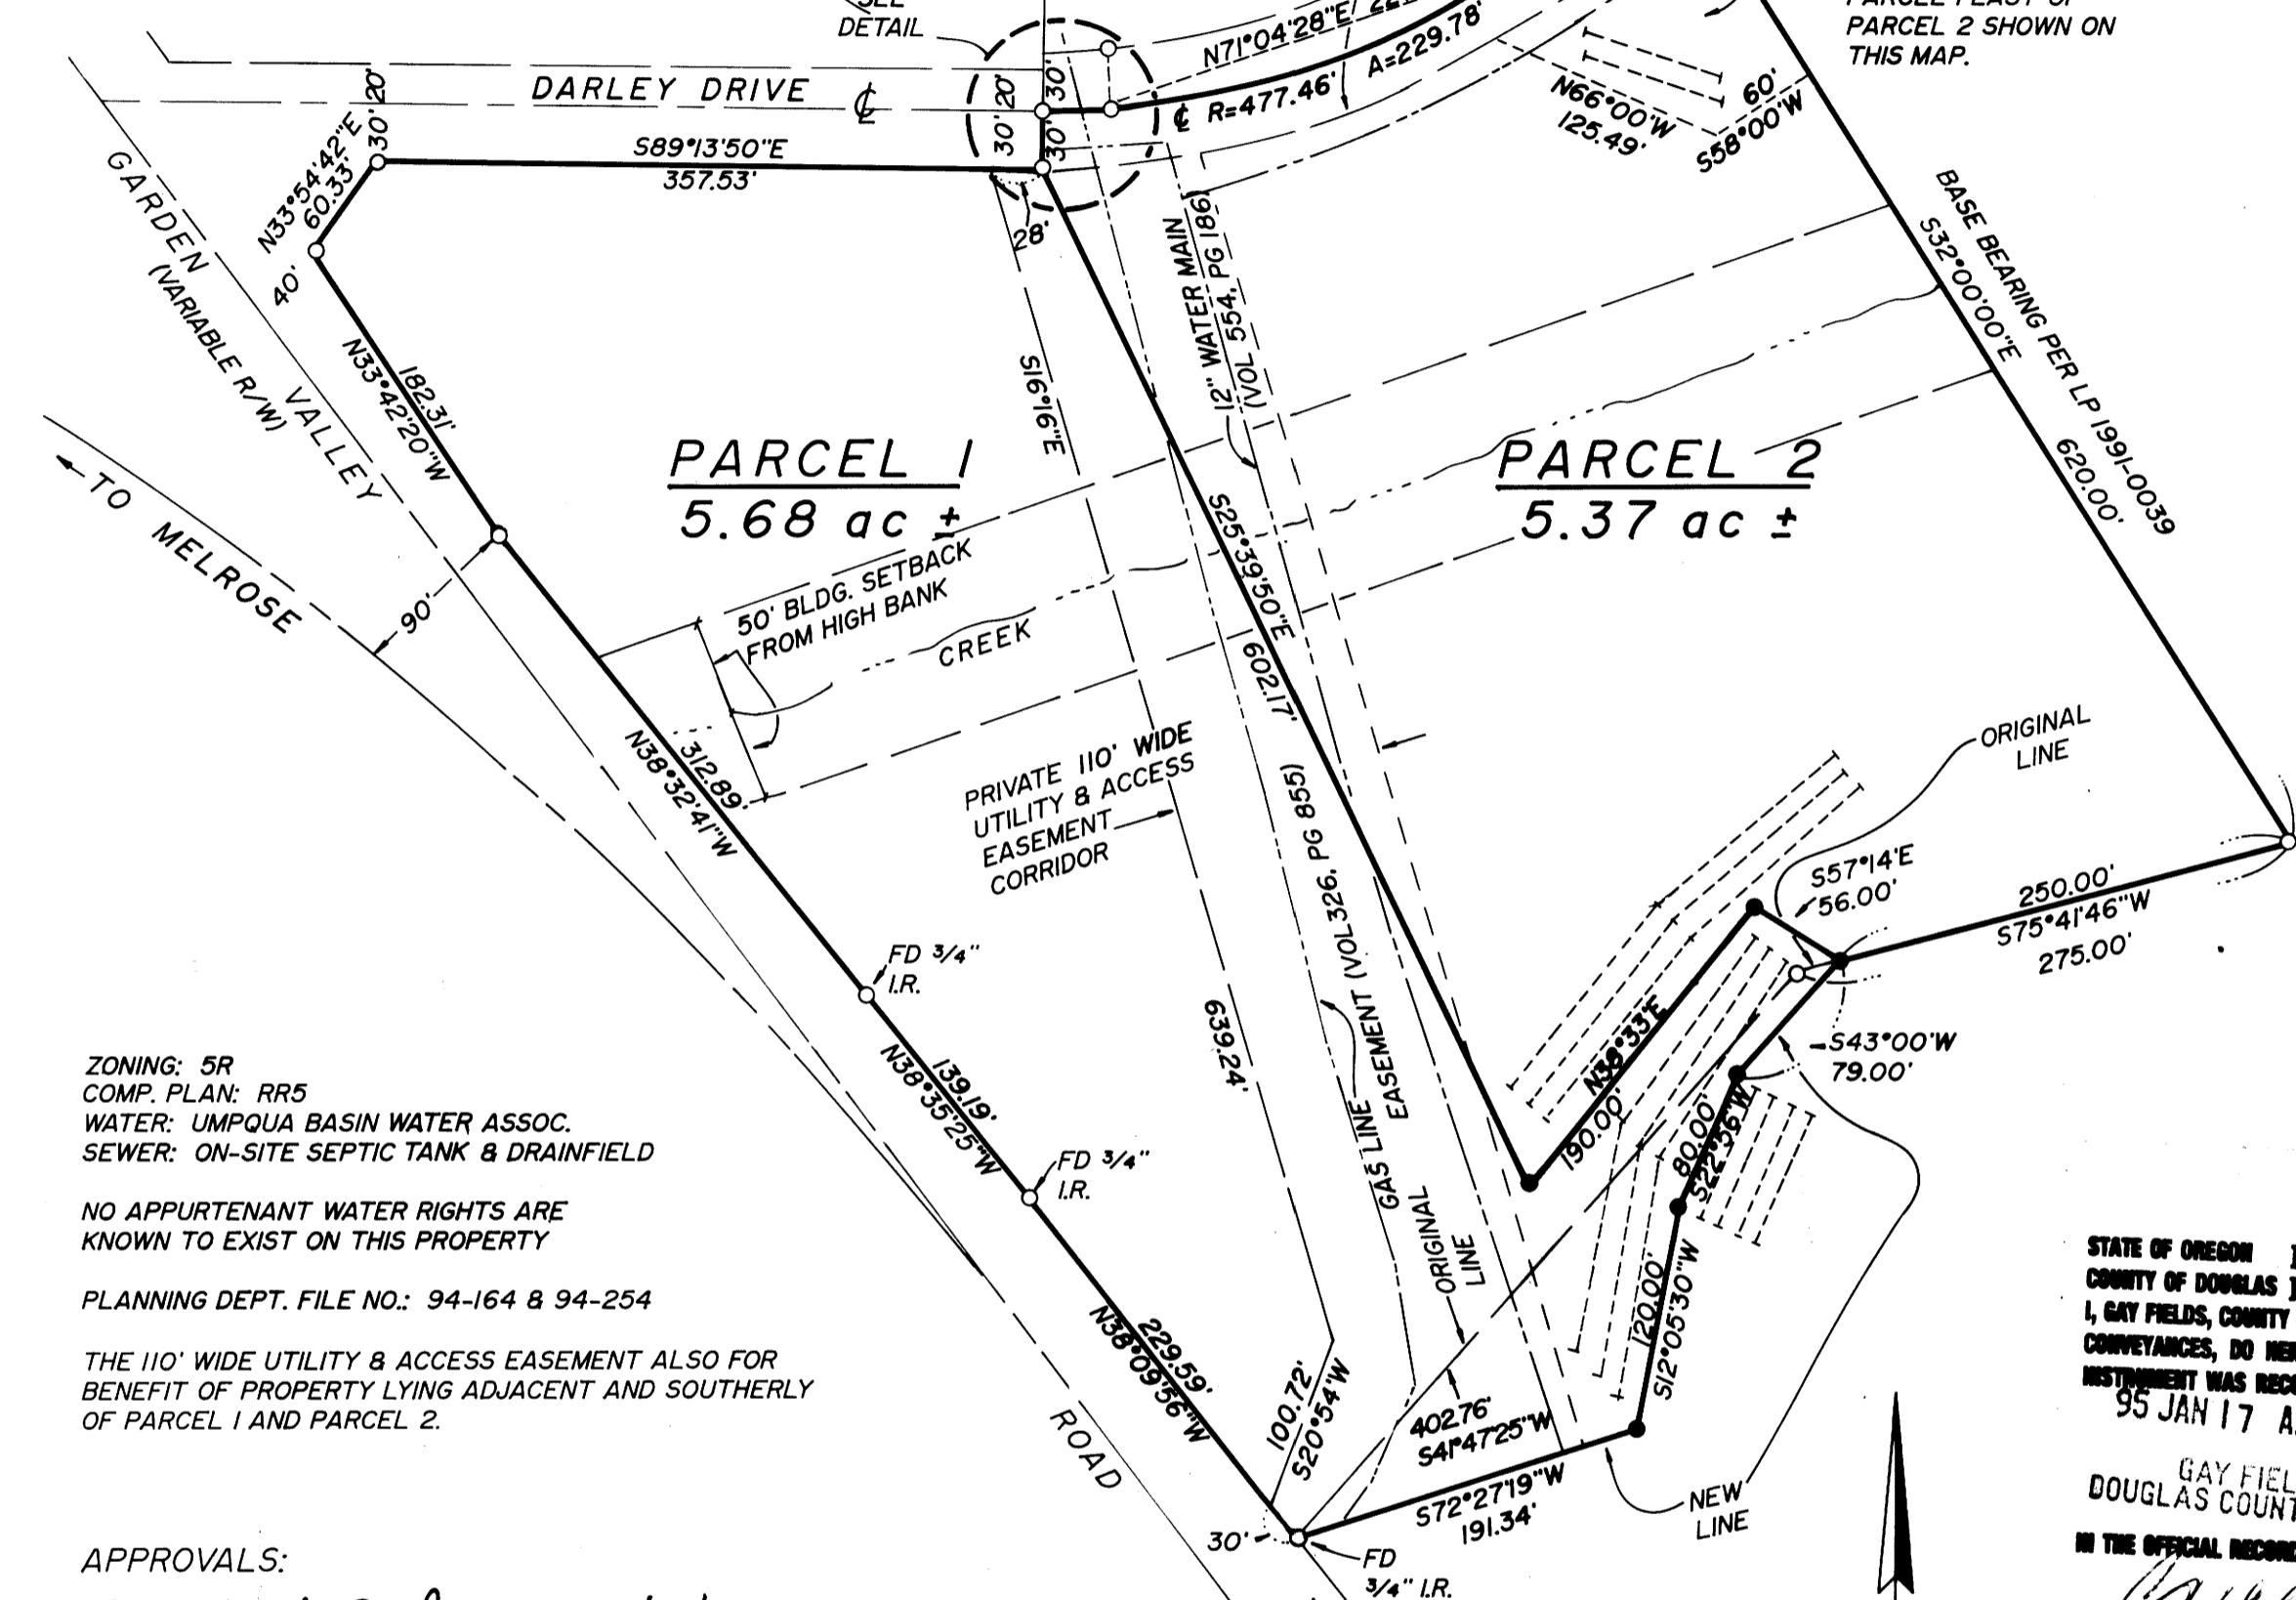 SEE
DETAIL
PARCEL 2 SHOWN ON
THIS MAP.
DARLEY DRIVE ℄
20'
30'
20'
30'
30'
30'
N71°04'28"E
A=229.78'
℄ R=477.46'
N66°00'W
125.49'
60'
S58°00'W
N33°54'42"E
60.33'
S89°13'50"E
357.53'
28'
40'
GARDEN VALLEY ROAD
(VARIABLE R/W)
182.31'
N33°42'20"W
TO MELROSE
90'
S16°16'E
12" WATER MAIN
(VOL 554, PG 186)
BASE BEARING PER LP 1991-0039
S32°00'00"E
620.00'
PARCEL 1
5.68 ac ±
PARCEL 2
5.37 ac ±
50' BLDG. SETBACK
FROM HIGH BANK
CREEK
S25°39'50"E
602.17'
312.89'
N38°32'41"W
PRIVATE 110' WIDE
UTILITY & ACCESS
EASEMENT
CORRIDOR
ORIGINAL
LINE
S57°14'E
56.00'
250.00'
S75°41'46"W
275.00'
FD 3/4"
I.R.
639.24'
GAS LINE EASEMENT (VOL 326, PG 855)
N38°33'E
190.00'
S43°00'W
79.00'
80.00'
S22°56'W
139.19'
N38°35'25"W
FD 3/4"
I.R.
ORIGINAL
LINE
120.00'
S12°05'30"W
229.59'
N38°09'56"W
100.72'
S20°54'W
402.76'
S41°47'25"W
S72°27'19"W
191.34'
NEW
LINE
30'
FD
3/4" I.R.
ZONING: 5R
COMP. PLAN: RR5
WATER: UMPQUA BASIN WATER ASSOC.
SEWER: ON-SITE SEPTIC TANK & DRAINFIELD
NO APPURTENANT WATER RIGHTS ARE
KNOWN TO EXIST ON THIS PROPERTY
PLANNING DEPT. FILE NO.: 94-164 & 94-254
THE 110' WIDE UTILITY & ACCESS EASEMENT ALSO FOR
BENEFIT OF PROPERTY LYING ADJACENT AND SOUTHERLY
OF PARCEL 1 AND PARCEL 2.
APPROVALS:
STATE OF OREGON ]
COUNTY OF DOUGLAS ]
I, GAY FIELDS, COUNTY
CONVEYANCES, DO
INSTRUMENT WAS
95 JAN 17 A
GAY
DOUGLAS
IN THE OFFICIAL